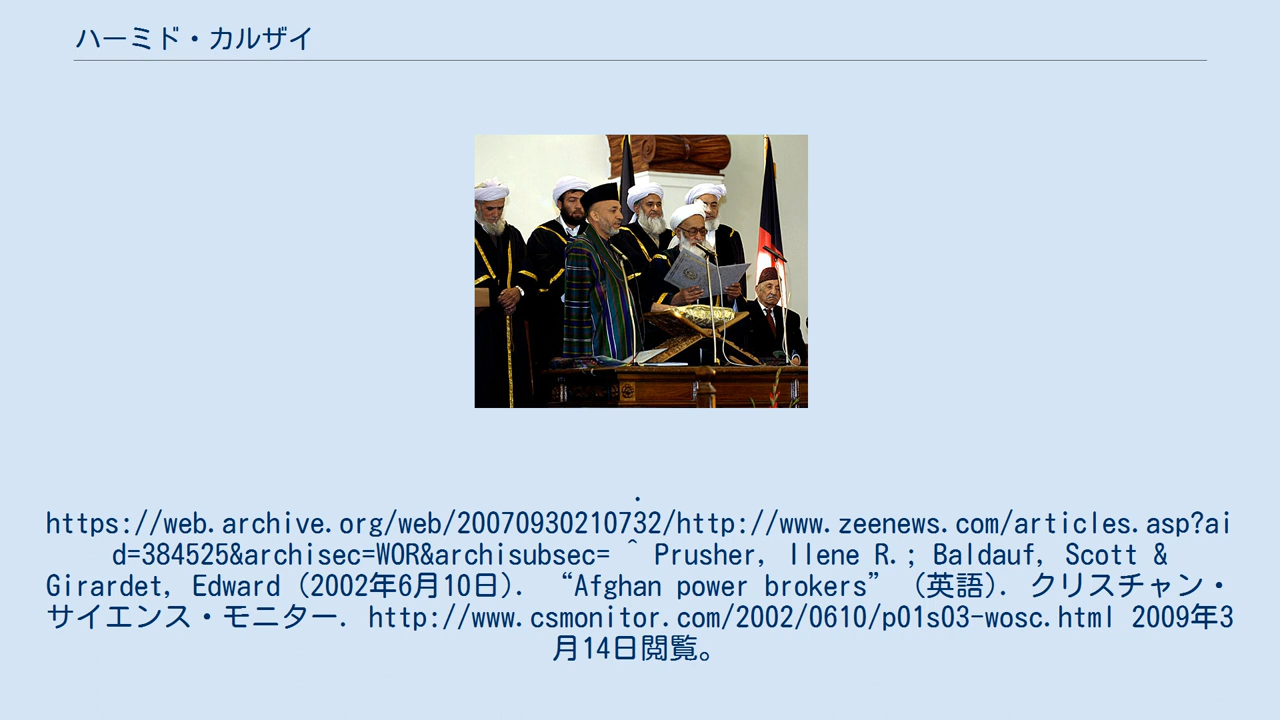 ハーミド・カルザイ
.
https://web.archive.org/web/20070930210732/http://www.zeenews.com/articles.asp?ai
d=384525&archisec=WOR&archisubsec= ^ Prusher, Ilene R.; Baldauf, Scott &
Girardet, Edward (2002年6月10日). “Afghan power brokers” (英語). クリスチャン・
サイエンス・モニター. http://www.csmonitor.com/2002/0610/p01s03-wosc.html 2009年3
月14日閲覧。